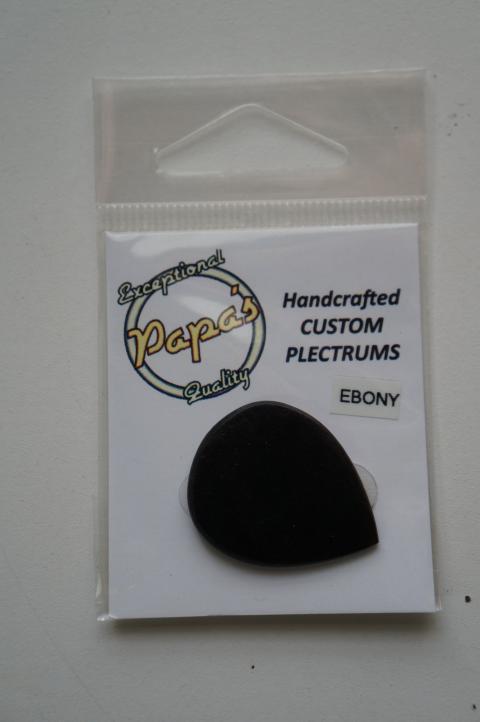 Exceptional
Papa's
Quality
Handcrafted
CUSTOM
PLECTRUMS
EBONY